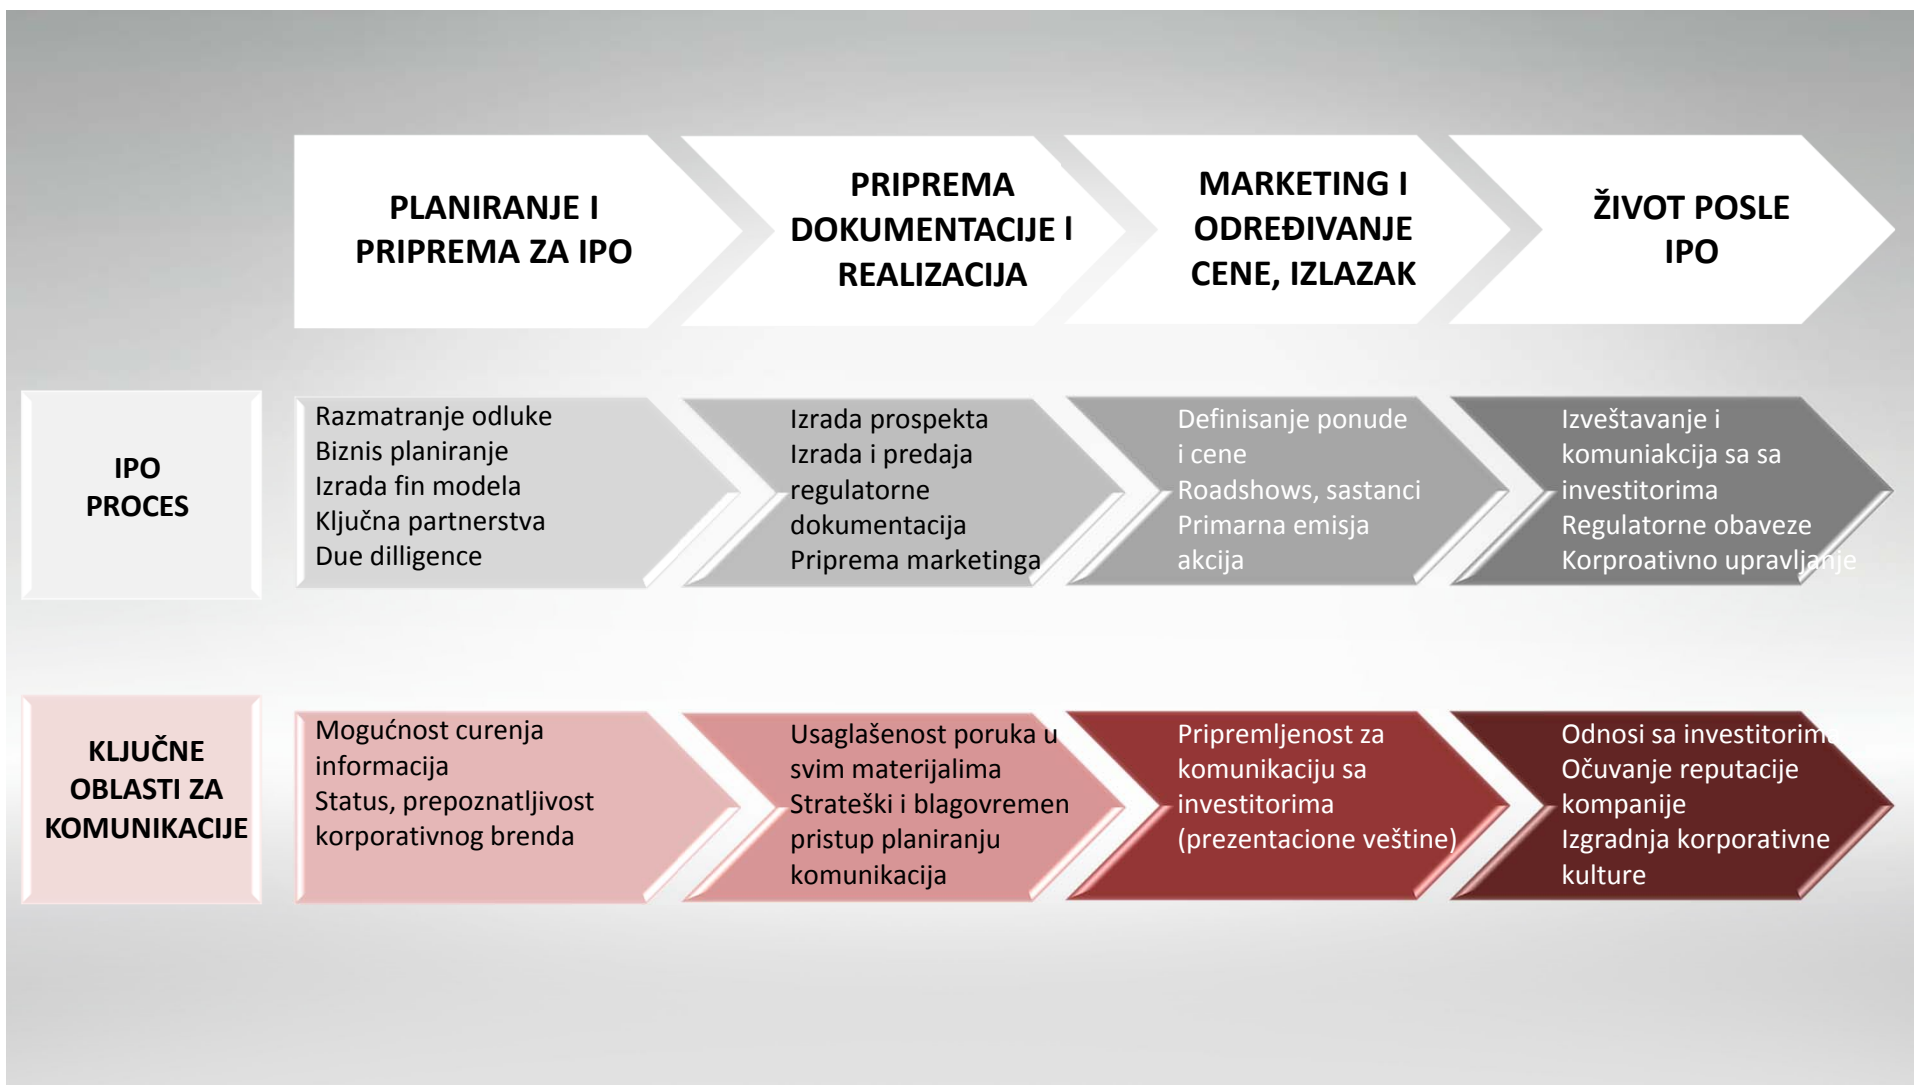 PLANIRANJE I
PRIPREMA ZA IPO
PRIPREMA
DOKUMENTACIJE I
REALIZACIJA
MARKETING I
ODREĐIVANJE
CENE, IZLAZAK
ŽIVOT POSLE
IPO
IPO
PROCES
Razmatranje odluke
Biznis planiranje
Izrada fin modela
Ključna partnerstva
Due dilligence
Izrada prospekta
Izrada i predaja
regulatorne
dokumentacija
Priprema marketinga
Definisanje ponude
i cene
Roadshows, sastanci
Primarna emisja
akcija
Izveštavanje i
komuniakcija sa sa
investitorima
Regulatorne obaveze
Korproativno upravljanje
KLJUČNE
OBLASTI ZA
KOMUNIKACIJE
Mogućnost curenja
informacija
Status, prepoznatljivost
korporativnog brenda
Usaglašenost poruka u
svim materijalima
Strateški i blagovremen
pristup planiranju
komunikacija
Pripremljenost za
komunikaciju sa
investitorima
(prezentacione veštine)
Odnosi sa investitorima
Očuvanje reputacije
kompanije
Izgradnja korporativne
kulture